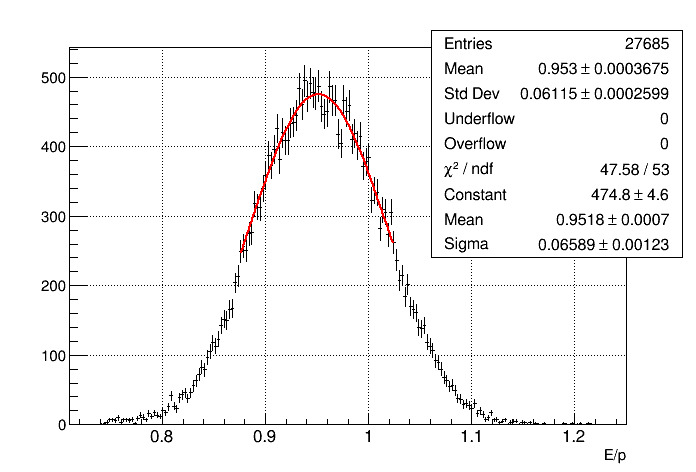 Entries 27685
Mean 0.953 ± 0.0003675
Std Dev 0.06115 ± 0.0002599
Underflow 0
Overflow 0
χ² / ndf 47.58 / 53
Constant 474.8 ± 4.6
Mean 0.9518 ± 0.0007
Sigma 0.06589 ± 0.00123
500
400
300
200
100
0
0.8 0.9 1 1.1 1.2
E/p